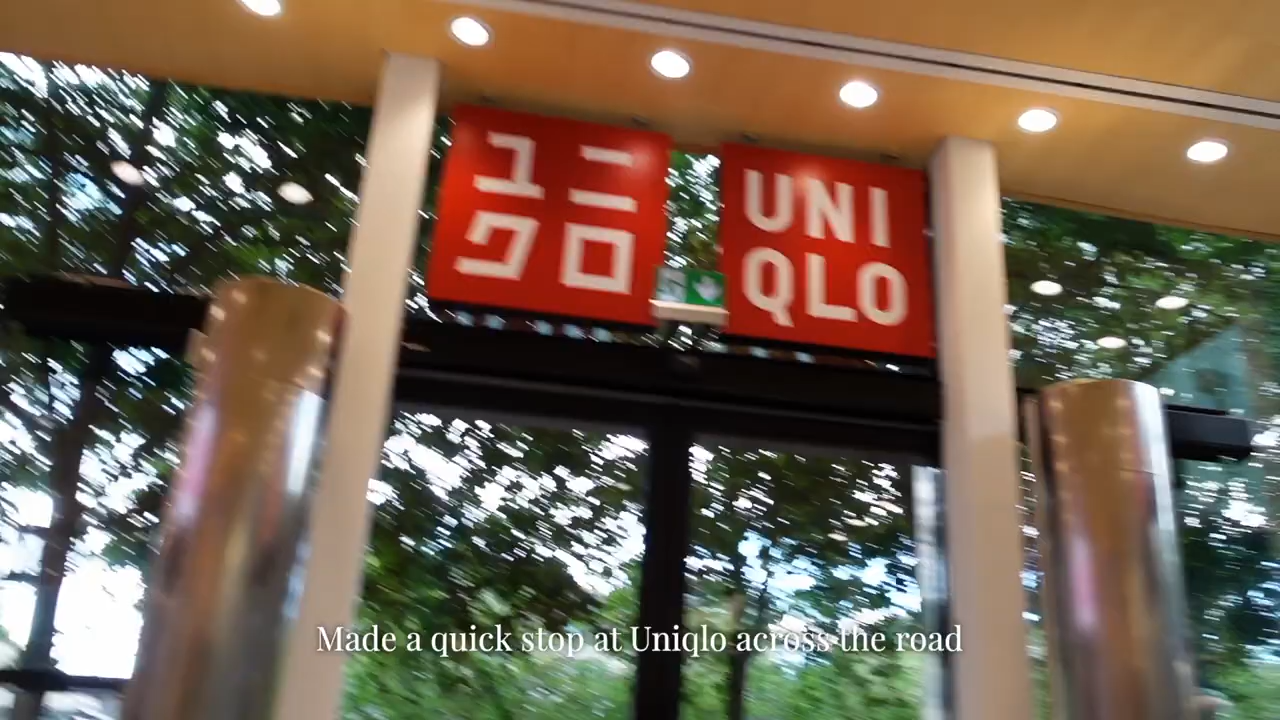 ユニ
クロ
UNI
QLO
Made a quick stop at Uniqlo across the road